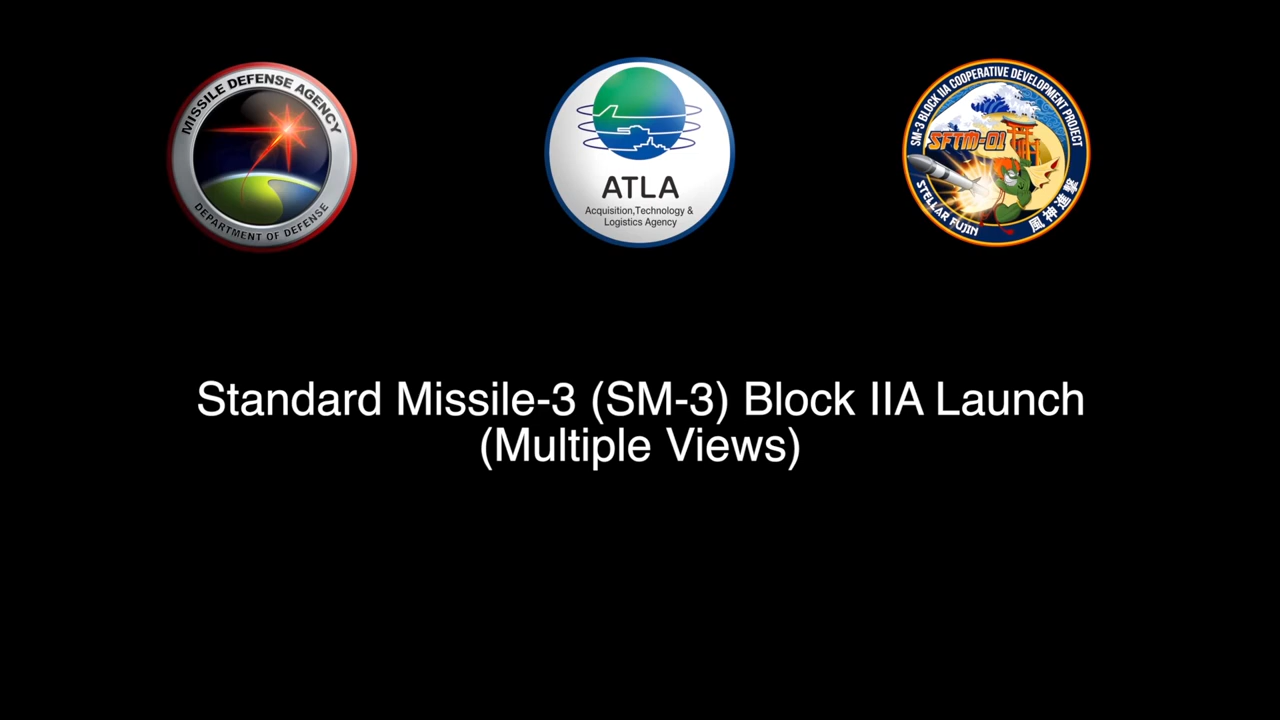 MISSILE DEFENSE AGENCY
DEPARTMENT OF DEFENSE
ATLA
Acquisition,Technology &
Logistics Agency
SM-3 BLOCK IIA COOPERATIVE DEVELOPMENT PROJECT
SFTM-01
STELLAR FUJIN
風神進撃
Standard Missile-3 (SM-3) Block IIA Launch
(Multiple Views)